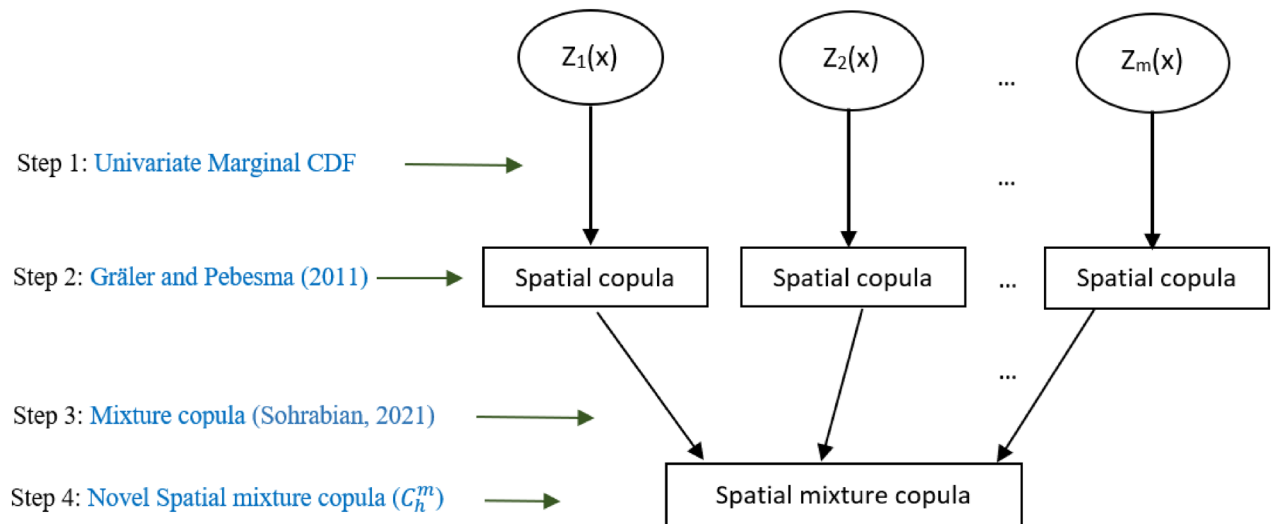 Z₁(x) Z₂(x) ... Zₘ(x)
Step 1: Univariate Marginal CDF ...
Step 2: Gräler and Pebesma (2011) Spatial copula Spatial copula ... Spatial copula
...
Step 3: Mixture copula (Sohrabian, 2021)
Step 4: Novel Spatial mixture copula (C_h^m) Spatial mixture copula